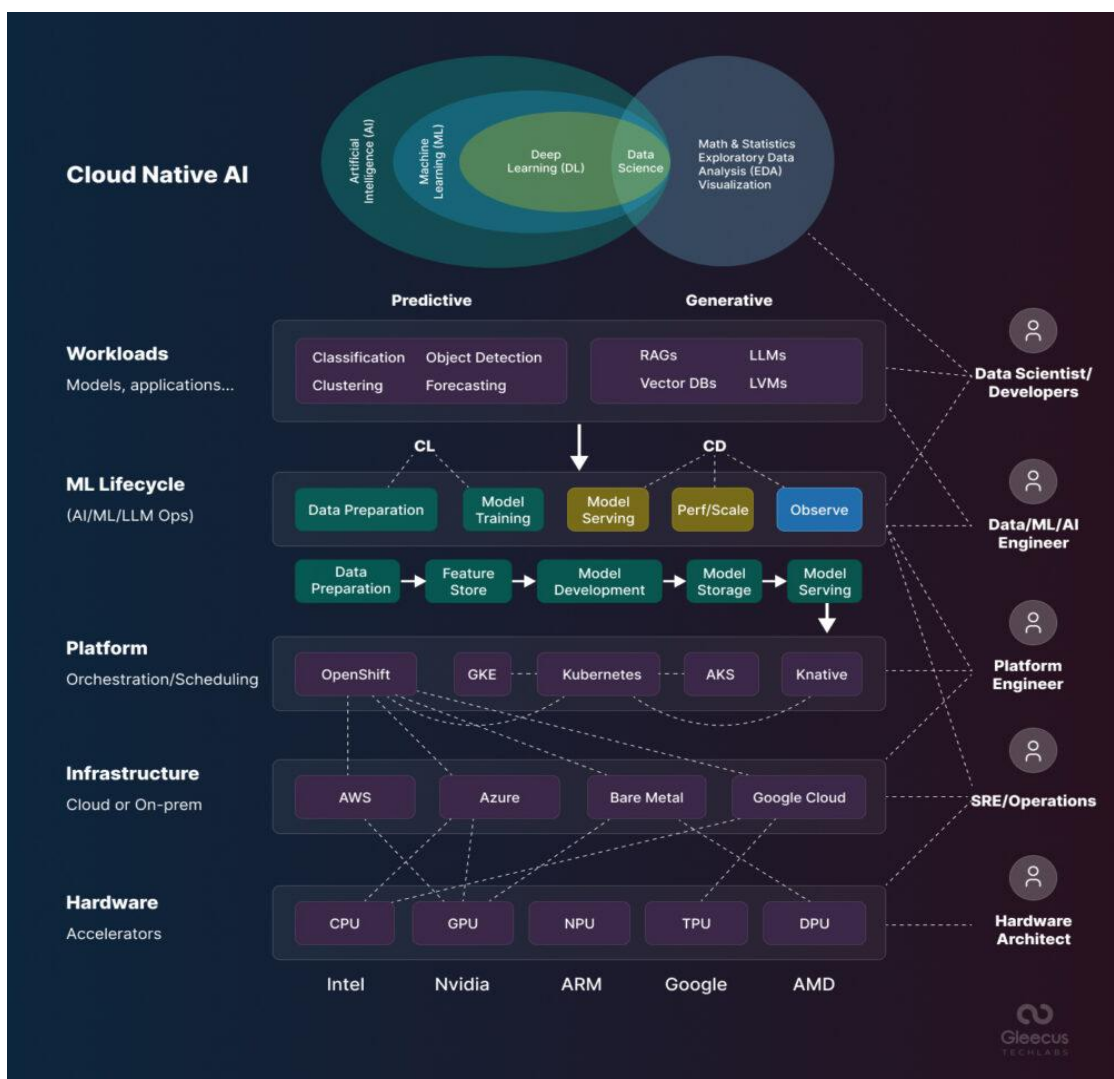 Cloud Native AI
Artificial
Intelligence (AI)
Machine
Learning (ML)
Deep
Learning (DL)
Data
Science
Math & Statistics
Exploratory Data
Analysis (EDA)
Visualization
Predictive
Generative
Workloads
Models, applications...
Classification
Object Detection
Clustering
Forecasting
RAGs
LLMs
Vector DBs
LVMs
Data Scientist/
Developers
CL
CD
ML Lifecycle
(AI/ML/LLM Ops)
Data Preparation
Model
Training
Model
Serving
Perf/Scale
Observe
Data/ML/AI
Engineer
Data
Preparation
Feature
Store
Model
Development
Model
Storage
Model
Serving
Platform
Orchestration/Scheduling
OpenShift
GKE
Kubernetes
AKS
Knative
Platform
Engineer
Infrastructure
Cloud or On-prem
AWS
Azure
Bare Metal
Google Cloud
SRE/Operations
Hardware
Accelerators
CPU
GPU
NPU
TPU
DPU
Hardware
Architect
Intel
Nvidia
ARM
Google
AMD
Gleecus
TECHLABS